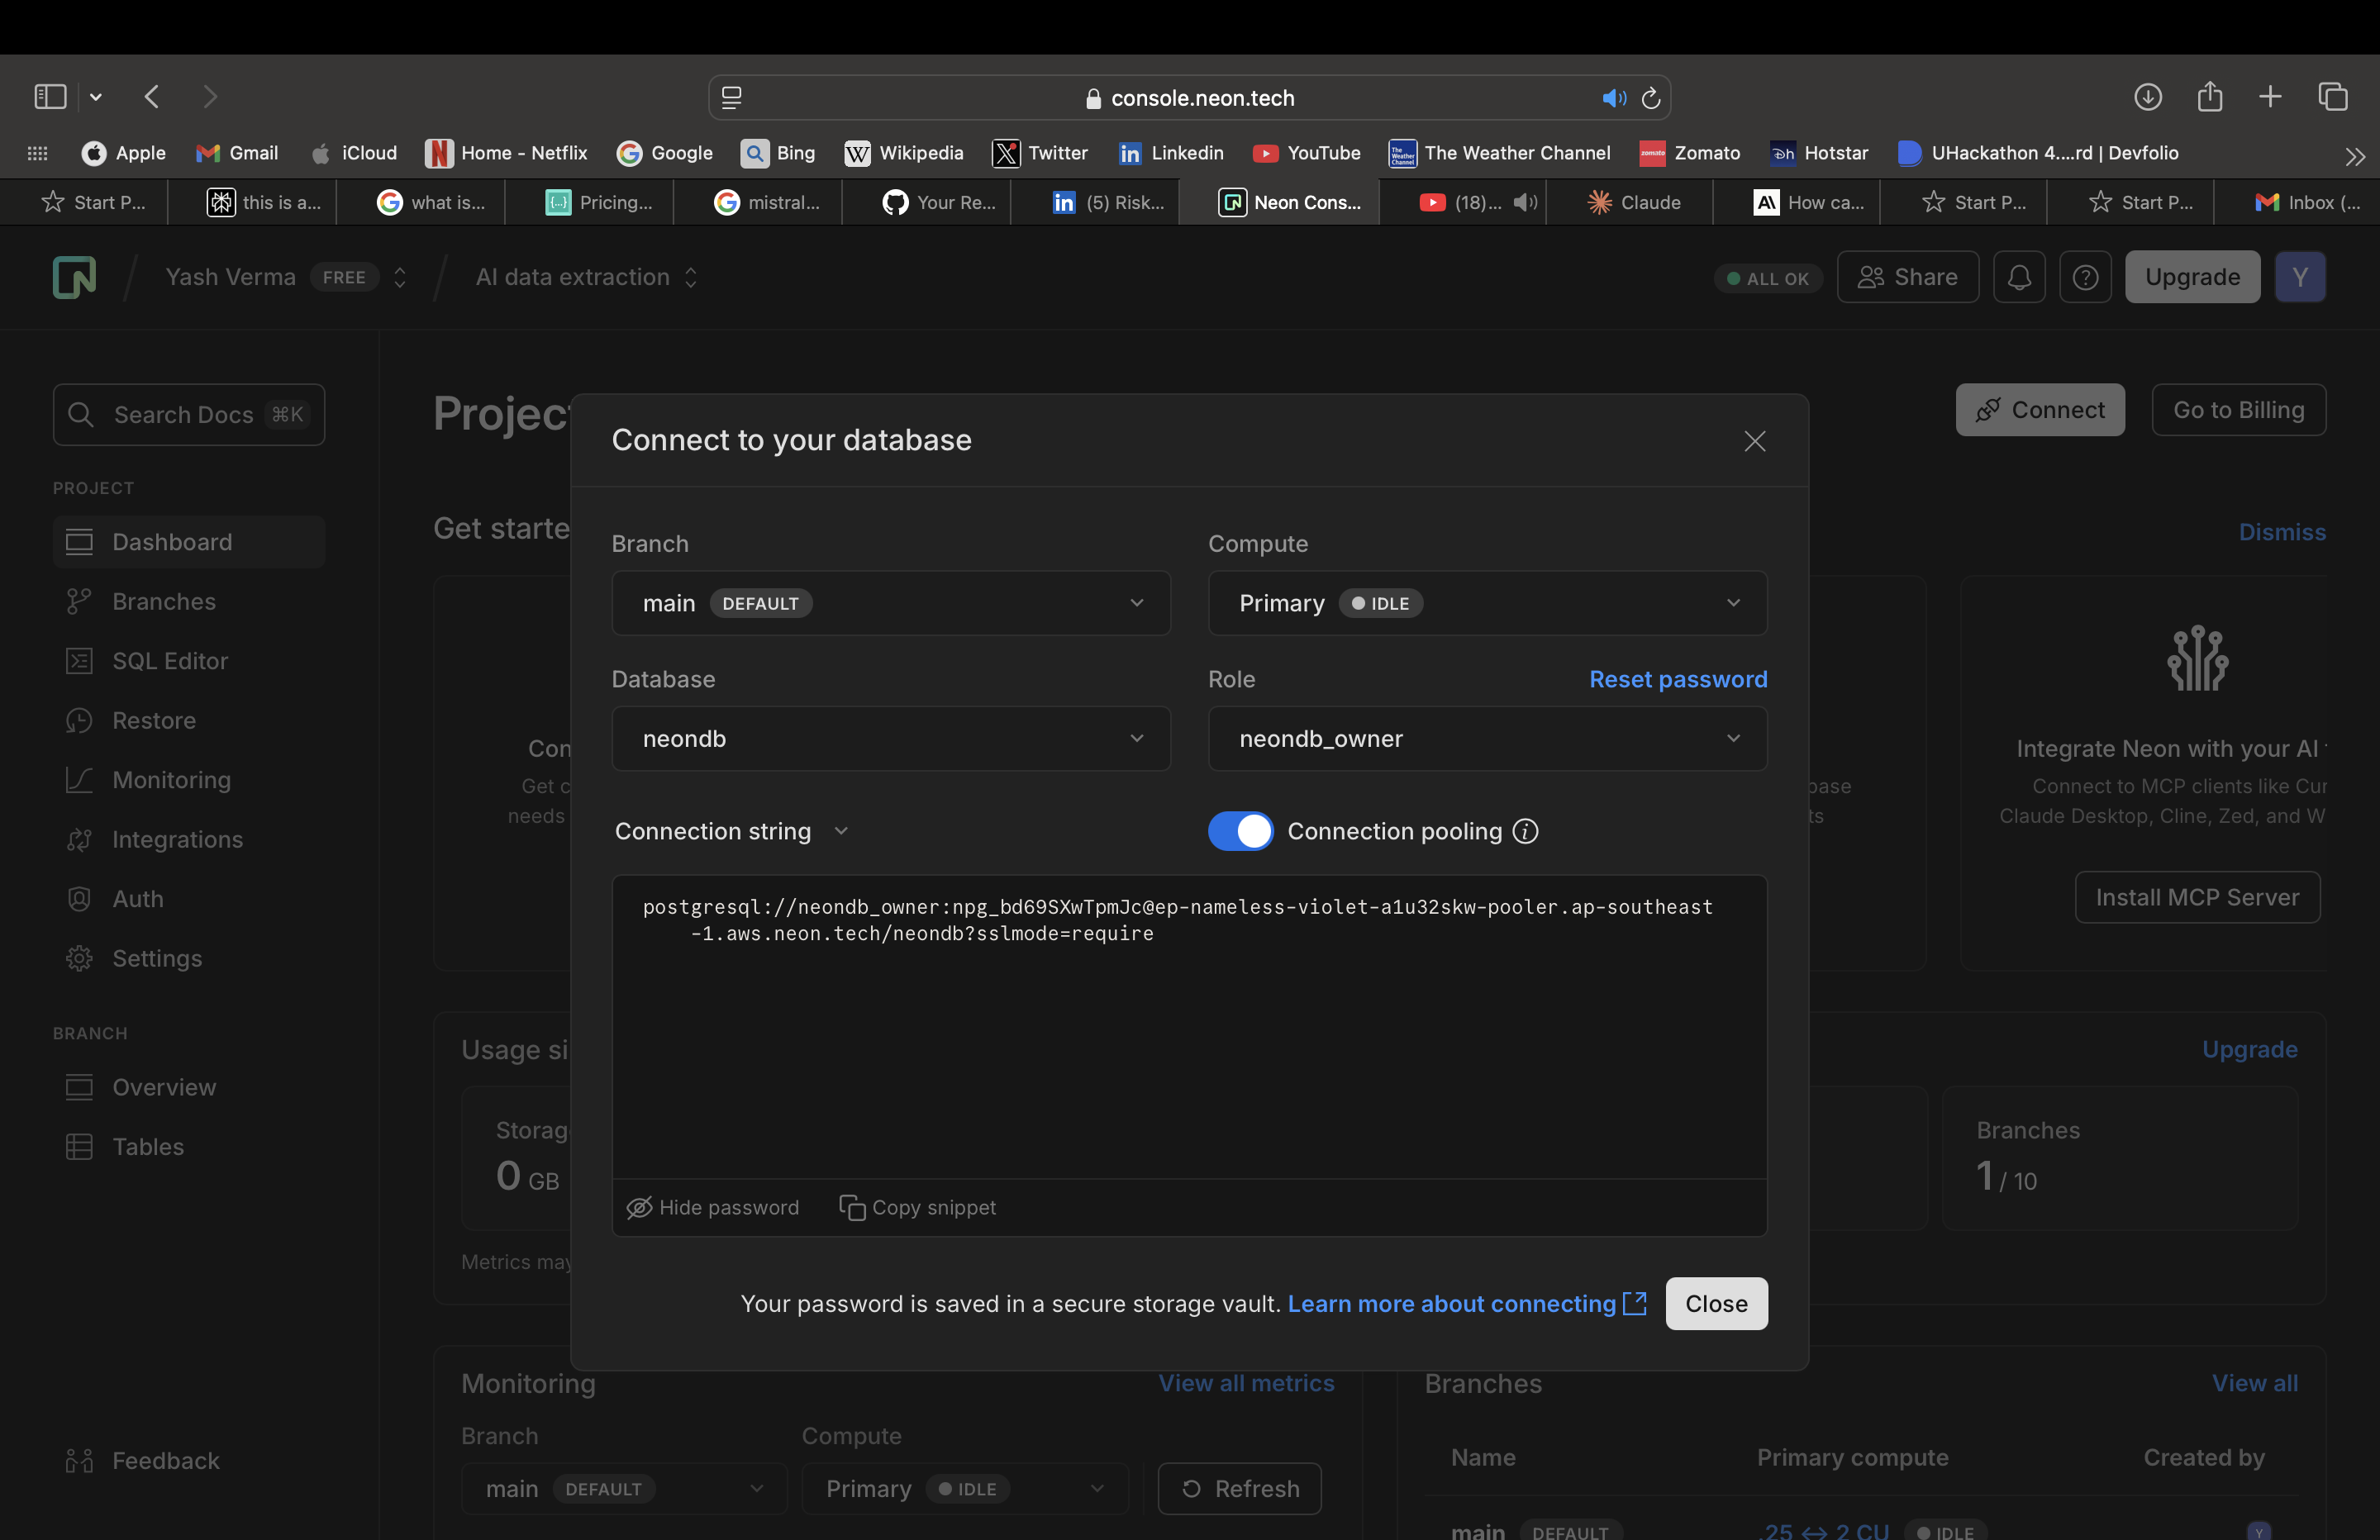 console.neon.tech
Apple Gmail iCloud Home - Netflix Google Bing Wikipedia Twitter Linkedin YouTube The Weather Channel Zomato Hotstar UHackathon 4....rd | Devfolio
Start P... this is a... what is... Pricing... mistral... Your Re... (5) Risk... Neon Cons... (18)... Claude How ca... Start P... Start P... Inbox (...
Yash Verma FREE AI data extraction ALL OK Share Upgrade Y
Search Docs ⌘K
PROJECT
Dashboard
Branches
SQL Editor
Restore
Monitoring
Integrations
Auth
Settings
BRANCH
Overview
Tables
Feedback
Projec Connect Go to Billing
Get starte Dismiss
Con
Get c
needs
Connect to your database
Branch Compute
main DEFAULT Primary IDLE
Database Role Reset password
neondb neondb_owner
Connection string Connection pooling
postgresql://neondb_owner:npg_bd69SXwTpmJc@ep-nameless-violet-a1u32skw-pooler.ap-southeast
-1.aws.neon.tech/neondb?sslmode=require
Hide password Copy snippet
Your password is saved in a secure storage vault. Learn more about connecting Close
base
ts
Integrate Neon with your AI
Connect to MCP clients like Cur
Claude Desktop, Cline, Zed, and W
Install MCP Server
Usage si Upgrade
Storag
0 GB
Branches
1 / 10
Metrics may
Monitoring View all metrics
Branch Compute
main DEFAULT Primary IDLE Refresh
Branches View all
Name Primary compute Created by
main DEFAULT .25 ↔ 2 CU IDLE Y